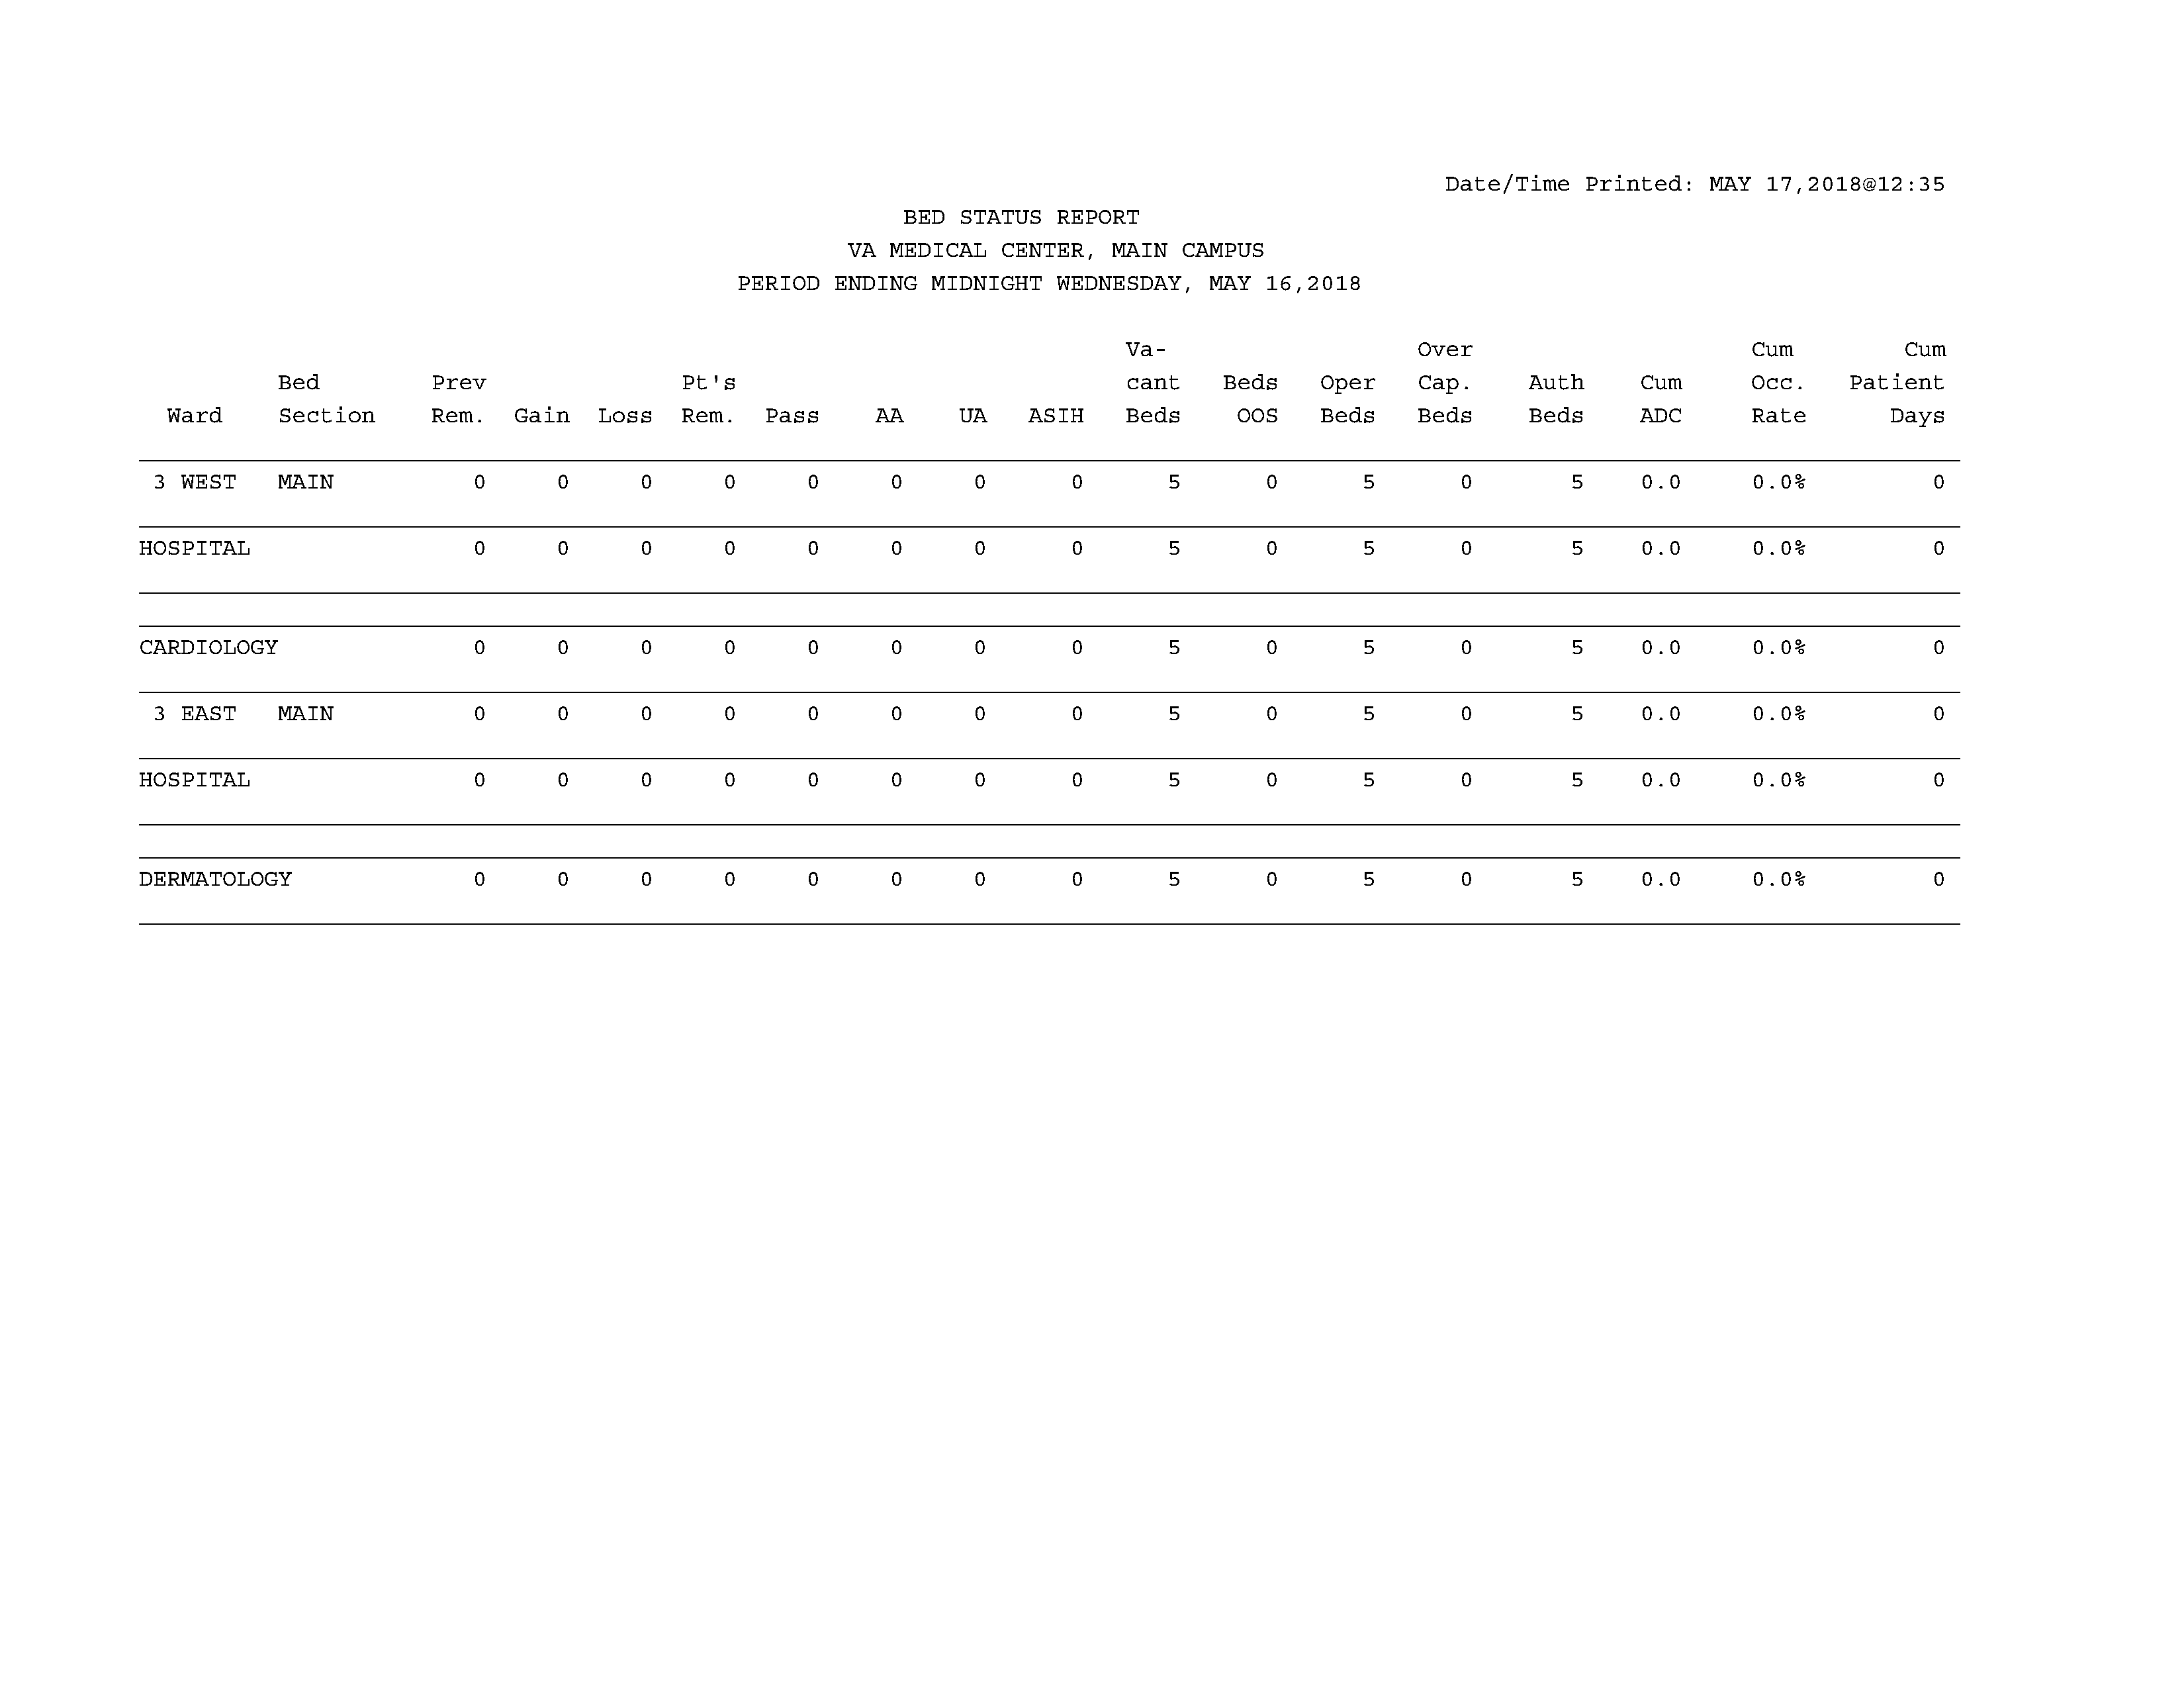 Date/Time Printed: MAY 17,2018@12:35
BED STATUS REPORT
VA MEDICAL CENTER, MAIN CAMPUS
PERIOD ENDING MIDNIGHT WEDNESDAY, MAY 16,2018
Va- Over Cum Cum
Bed Prev Pt's cant Beds Oper Cap. Auth Cum Occ. Patient
Ward Section Rem. Gain Loss Rem. Pass AA UA ASIH Beds OOS Beds Beds Beds ADC Rate Days
3 WEST MAIN 0 0 0 0 0 0 0 0 5 0 5 0 5 0.0 0.0% 0
HOSPITAL 0 0 0 0 0 0 0 0 5 0 5 0 5 0.0 0.0% 0
CARDIOLOGY 0 0 0 0 0 0 0 0 5 0 5 0 5 0.0 0.0% 0
3 EAST MAIN 0 0 0 0 0 0 0 0 5 0 5 0 5 0.0 0.0% 0
HOSPITAL 0 0 0 0 0 0 0 0 5 0 5 0 5 0.0 0.0% 0
DERMATOLOGY 0 0 0 0 0 0 0 0 5 0 5 0 5 0.0 0.0% 0